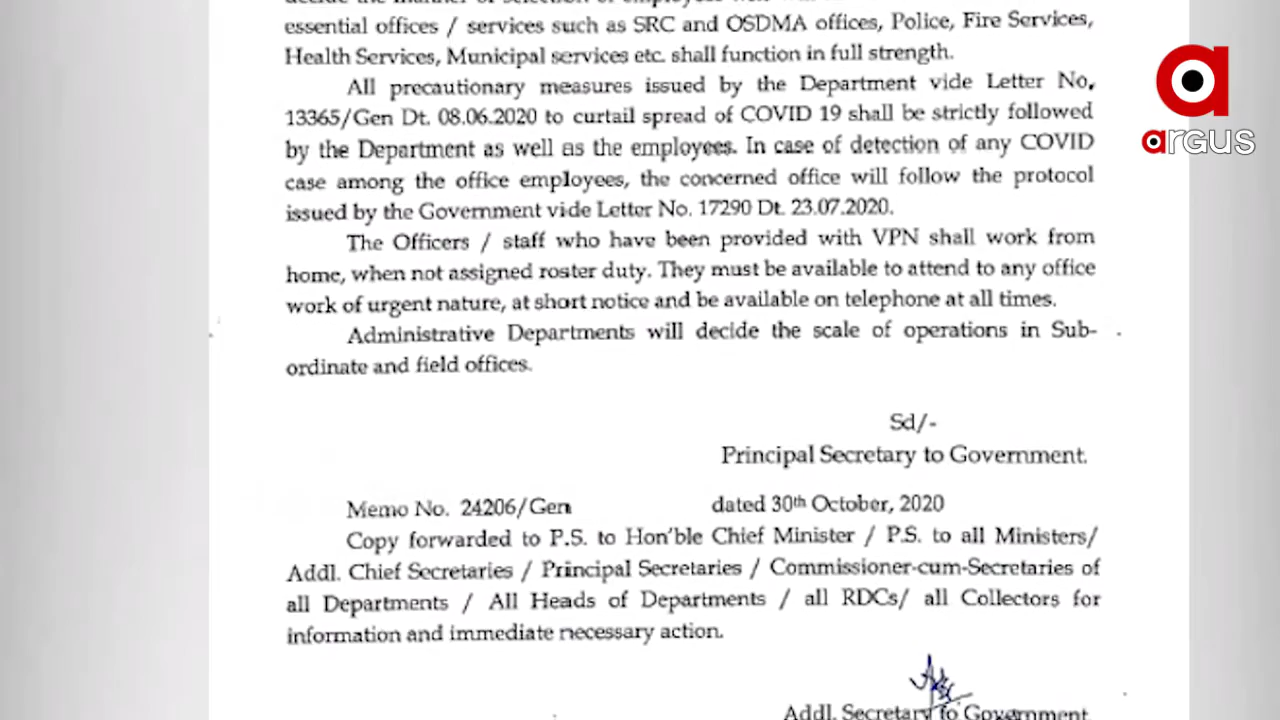 essential offices / services such as SRC and OSDMA offices, Police, Fire Services,
Health Services, Municipal services etc. shall function in full strength.
All precautionary measures issued by the Department vide Letter No.
13365/Gen Dt. 08.06.2020 to curtail spread of COVID 19 shall be strictly followed
by the Department as well as the employees. In case of detection of any COVID
case among the office employees, the concerned office will follow the protocol
issued by the Government vide Letter No. 17290 Dt. 23.07.2020.
The Officers / staff who have been provided with VPN shall work from
home, when not assigned roster duty. They must be available to attend to any office
work of urgent nature, at short notice and be available on telephone at all times.
Administrative Departments will decide the scale of operations in Sub-
ordinate and field offices.
Sd/-
Principal Secretary to Government.
Memo No. 24206/Gen dated 30th October, 2020
Copy forwarded to P.S. to Hon'ble Chief Minister / P.S. to all Ministers/
Addl. Chief Secretaries / Principal Secretaries / Commissioner-cum-Secretaries of
all Departments / All Heads of Departments / all RDCs/ all Collectors for
information and immediate necessary action.
Addl. Secretary to Government
a
argus